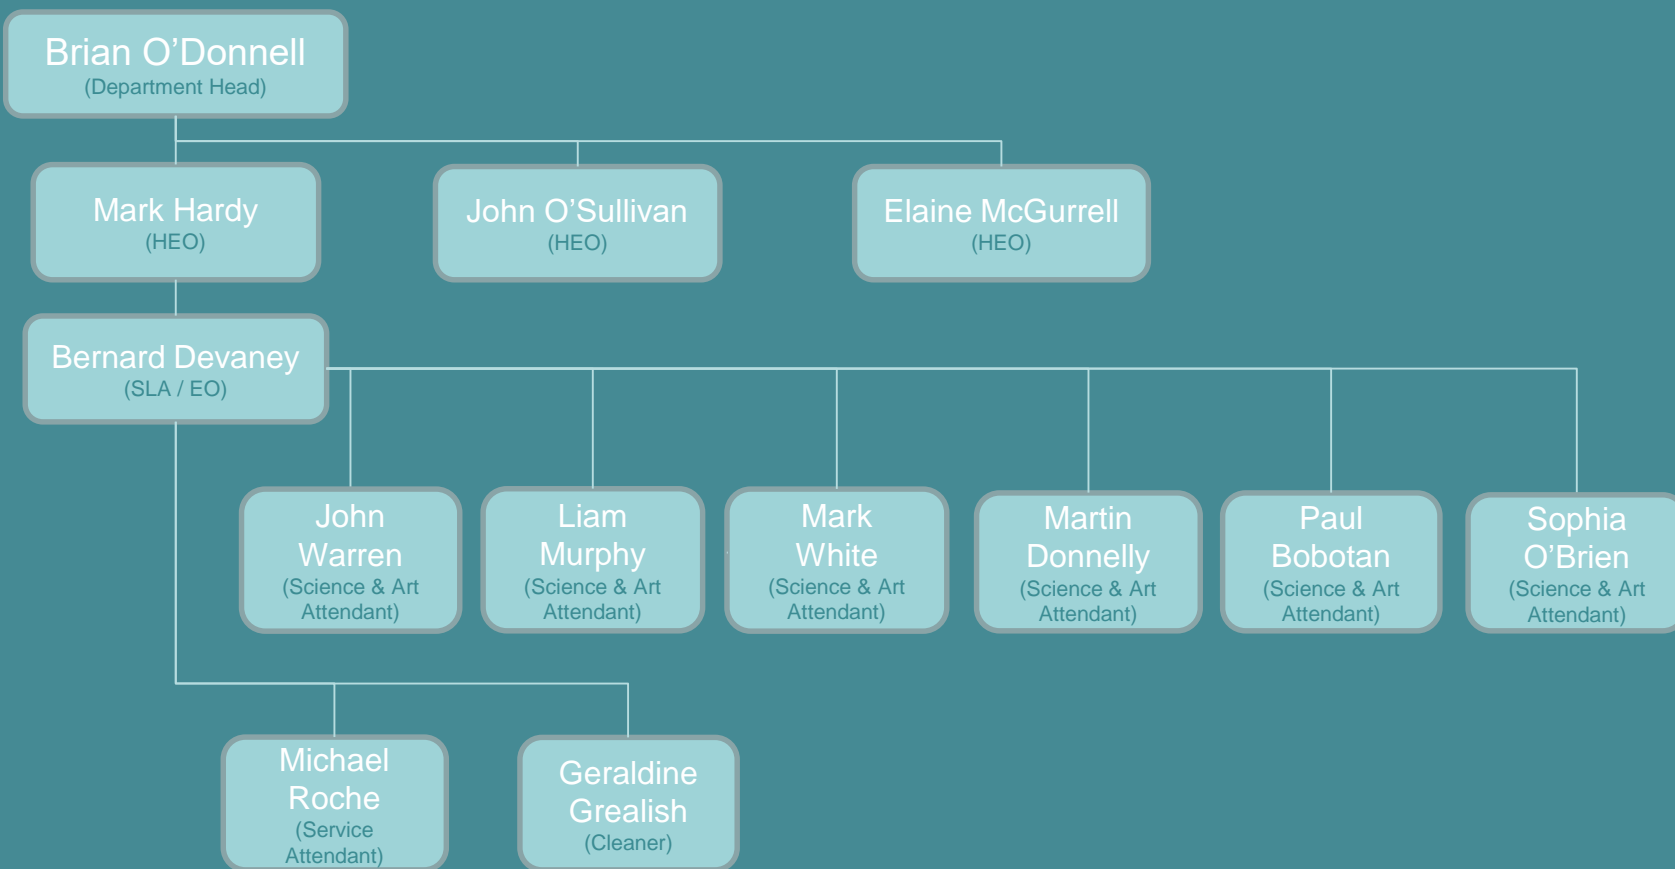 Brian O’Donnell
(Department Head)
Mark Hardy
(HEO)
John O’Sullivan
(HEO)
Elaine McGurrell
(HEO)
Bernard Devaney
(SLA / EO)
John
Warren
(Science & Art
Attendant)
Liam
Murphy
(Science & Art
Attendant)
Mark
White
(Science & Art
Attendant)
Martin
Donnelly
(Science & Art
Attendant)
Paul
Bobotan
(Science & Art
Attendant)
Sophia
O’Brien
(Science & Art
Attendant)
Michael
Roche
(Service
Attendant)
Geraldine
Grealish
(Cleaner)